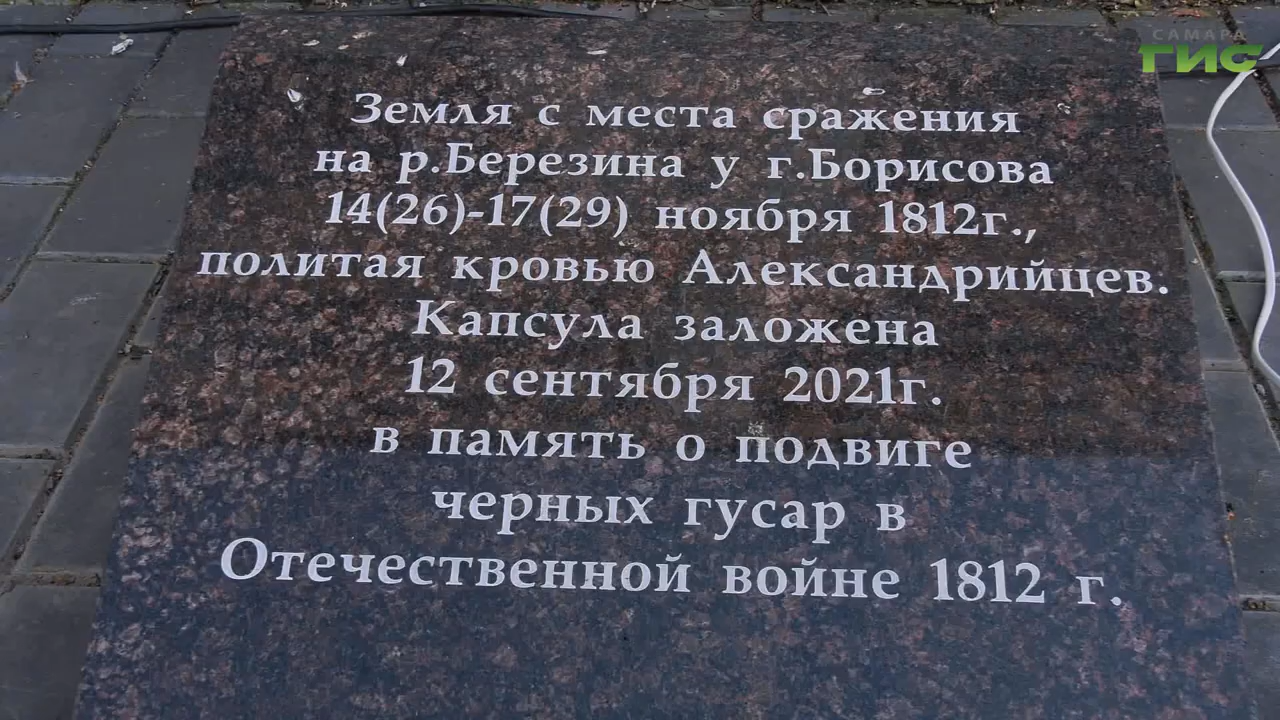 САМАРА
ГИС
Земля с места сражения
на р.Березина у г.Борисова
14(26)-17(29) ноября 1812г.,
политая кровью Александрийцев.
Капсула заложена
12 сентября 2021г.
в память о подвиге
черных гусар в
Отечественной войне 1812 г.